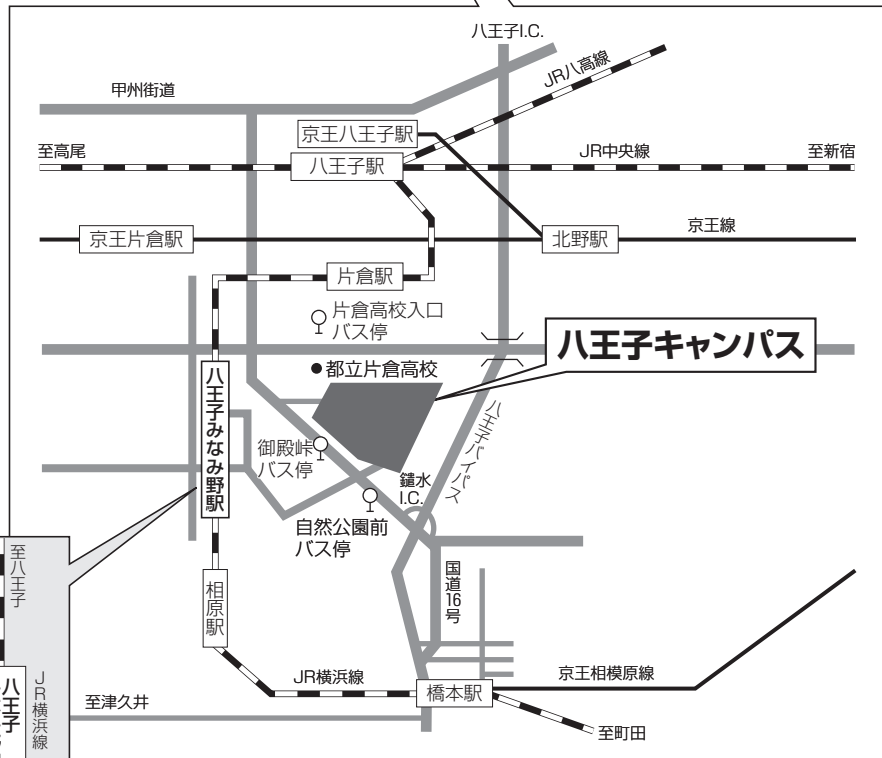 八王子I.C.
甲州街道
JR八高線
京王八王子駅
至高尾
八王子駅
JR中央線
至新宿
京王片倉駅
北野駅
京王線
片倉駅
片倉高校入口
バス停
八王子キャンパス
都立片倉高校
八王子みなみ野駅
八王子バイパス
御殿峠
バス停
鑓水
I.C.
自然公園前
バス停
至八王子
国道16号
相原駅
JR横浜線
京王相模原線
橋本駅
八王子
JR横浜線
至津久井
至町田